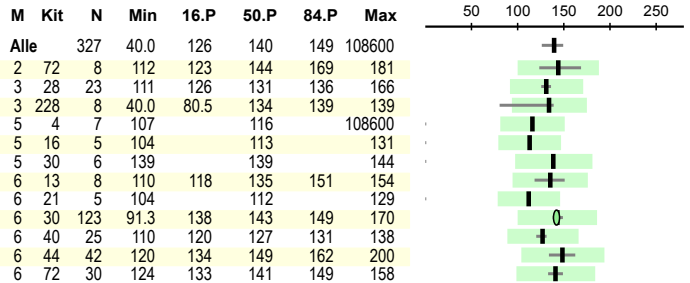 M Kit N Min 16.P 50.P 84.P Max 50 100 150 200 250
Alle 327 40.0 126 140 149 108600
2 72 8 112 123 144 169 181
3 28 23 111 126 131 136 166
3 228 8 40.0 80.5 134 139 139
5 4 7 107 116 108600
5 16 5 104 113 131
5 30 6 139 139 144
6 13 8 110 118 135 151 154
6 21 5 104 112 129
6 30 123 91.3 138 143 149 170
6 40 25 110 120 127 131 138
6 44 42 120 134 149 162 200
6 72 30 124 133 141 149 158